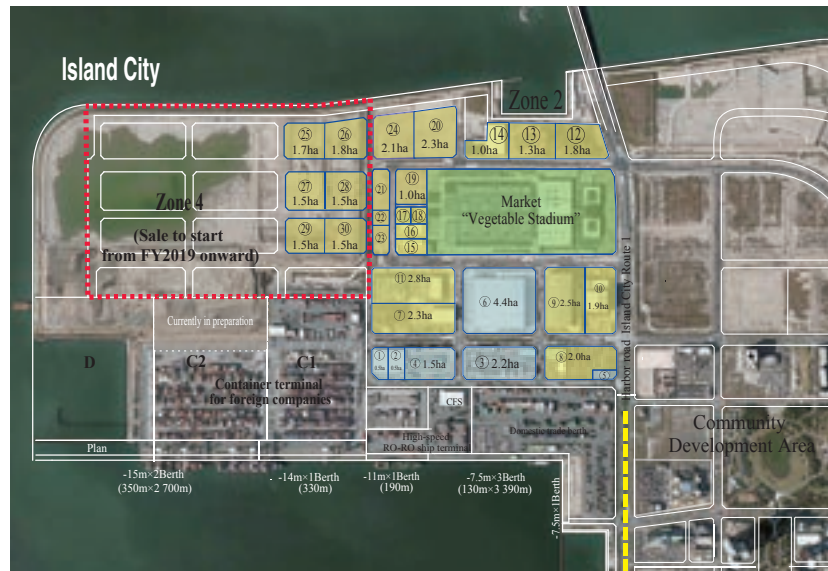 Island City
Zone 2
㉕
1.7ha
㉖
1.8ha
㉔
2.1ha
⑳
2.3ha
⑭
1.0ha
⑬
1.3ha
⑫
1.8ha
㉗
1.5ha
㉘
1.5ha
㉑
⑲
1.0ha
Market
"Vegetable Stadium"
Zone 4
㉒
⑰
⑱
㉙
1.5ha
㉚
1.5ha
㉓
⑯
⑮
(Sale to start
from FY2019 onward)
Harbor road Island City Route 1
⑪ 2.8ha
⑥ 4.4ha
⑨ 2.5ha
⑩
1.9ha
⑦ 2.3ha
Currently in preparation
D
C2
C1
①
0.5ha
②
0.5ha
④ 1.5ha
③ 2.2ha
⑧ 2.0ha
⑤
Container terminal
for foreign companies
CFS
High-speed
RO-RO ship terminal
Domestic trade berth
Community
Development Area
Plan
-15m×2Berth
(350m×2 700m)
-14m×1Berth
(330m)
-11m×1Berth
(190m)
-7.5m×3Berth
(130m×3 390m)
-7.5m×1Berth